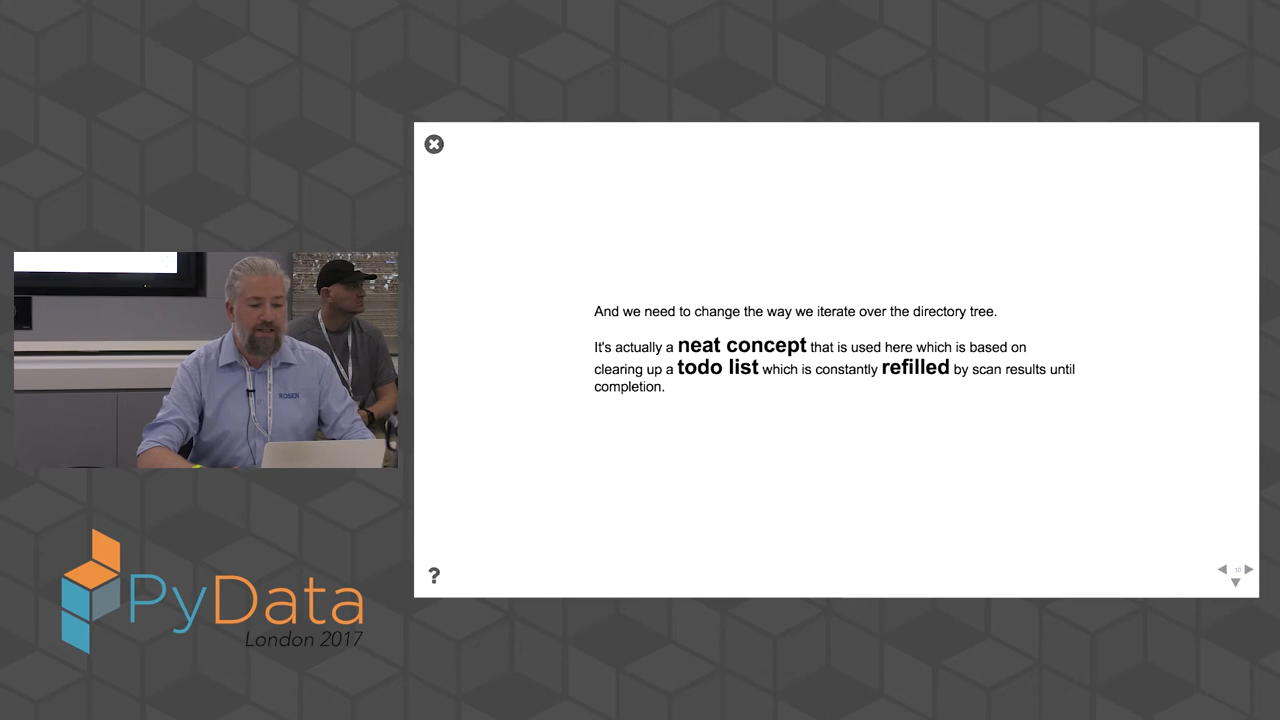 And we need to change the way we iterate over the directory tree.
It's actually a neat concept that is used here which is based on
clearing up a todo list which is constantly refilled by scan results until
completion.
?
10
ROSEN
PyData
London 2017